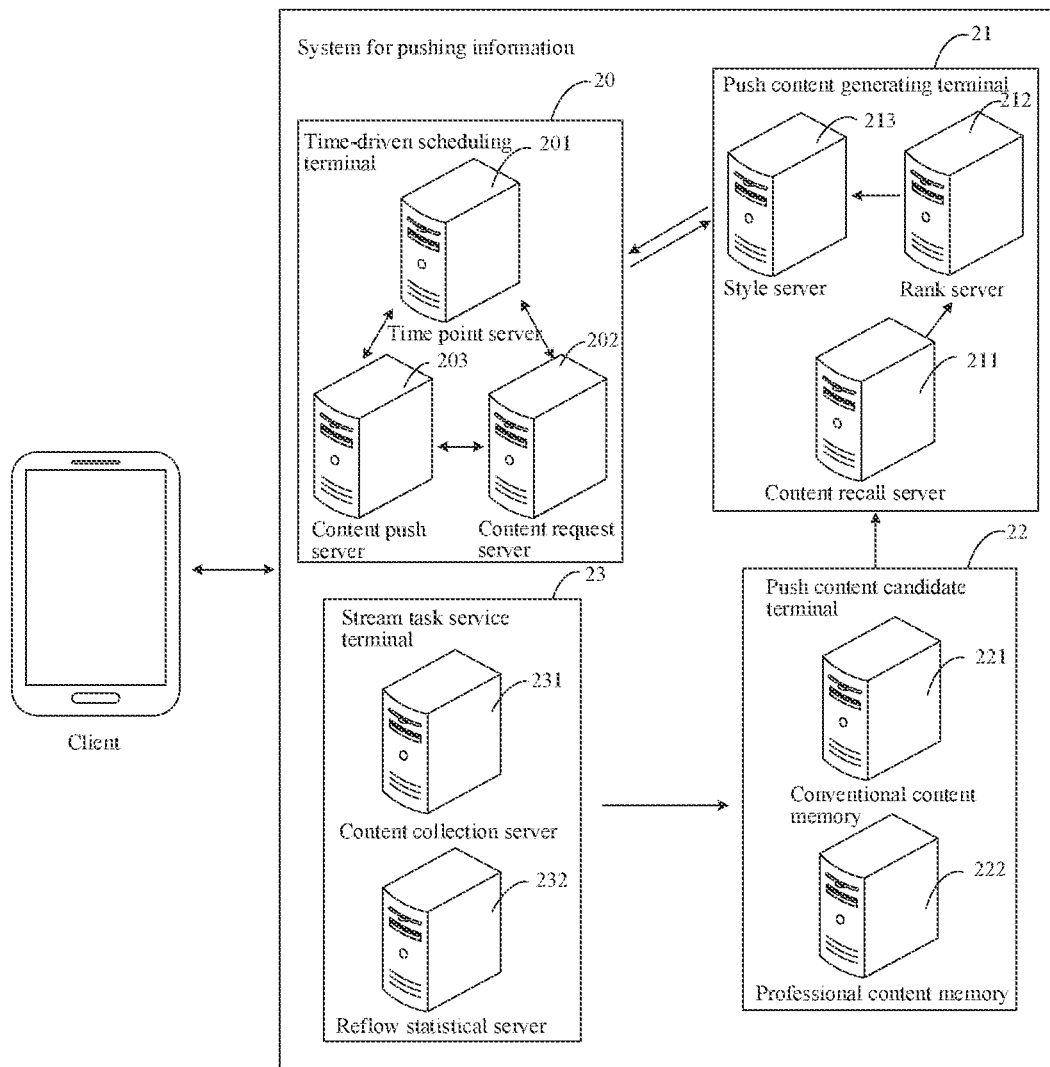 System for pushing information
20
Time-driven scheduling
terminal
201
Time point server
203
202
Content push
server
Content request
server
21
Push content generating terminal
213
212
Style server
Rank server
211
Content recall server
Client
23
Stream task service
terminal
231
Content collection server
232
Reflow statistical server
22
Push content candidate
terminal
221
Conventional content
memory
222
Professional content memory